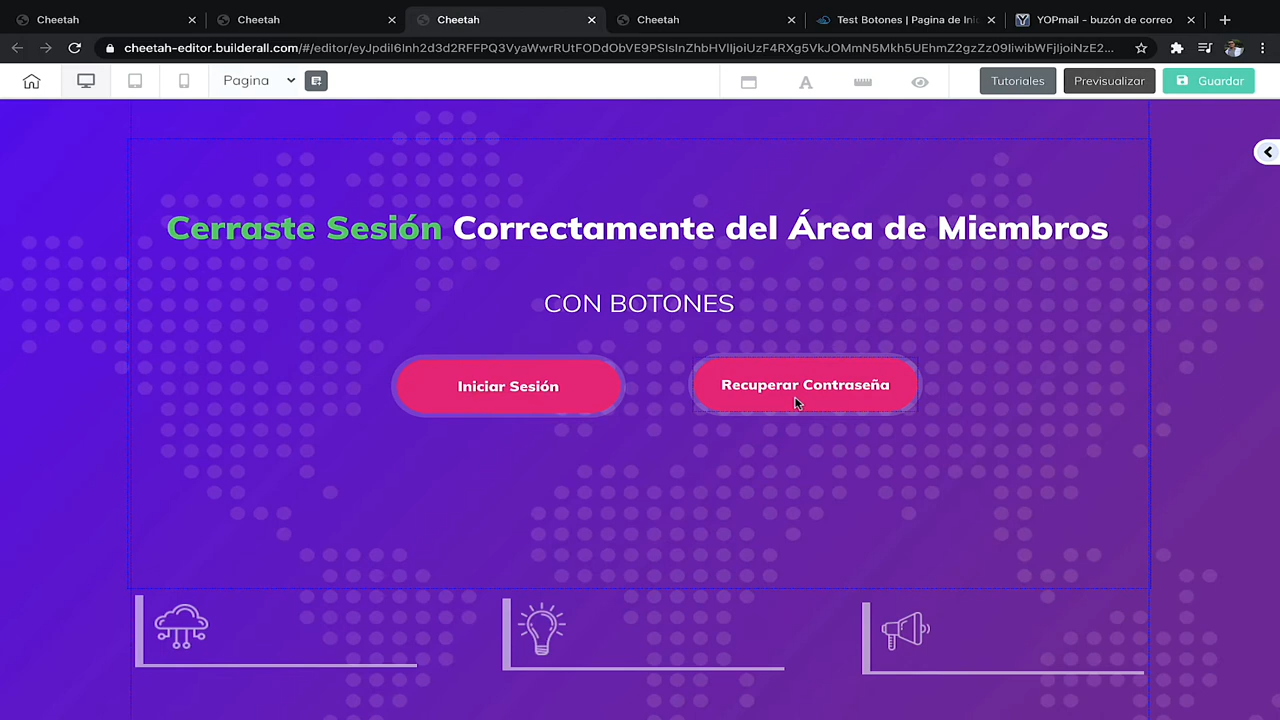 Cheetah
Cheetah
Cheetah
Cheetah
Test Botones | Pagina de Ini
YOPmail - buzón de correo
cheetah-editor.builderall.com/#/editor/
Pagina
Tutoriales
Previsualizar
Guardar
Cerraste Sesión Correctamente del Área de Miembros
CON BOTONES
Iniciar Sesión
Recuperar Contraseña